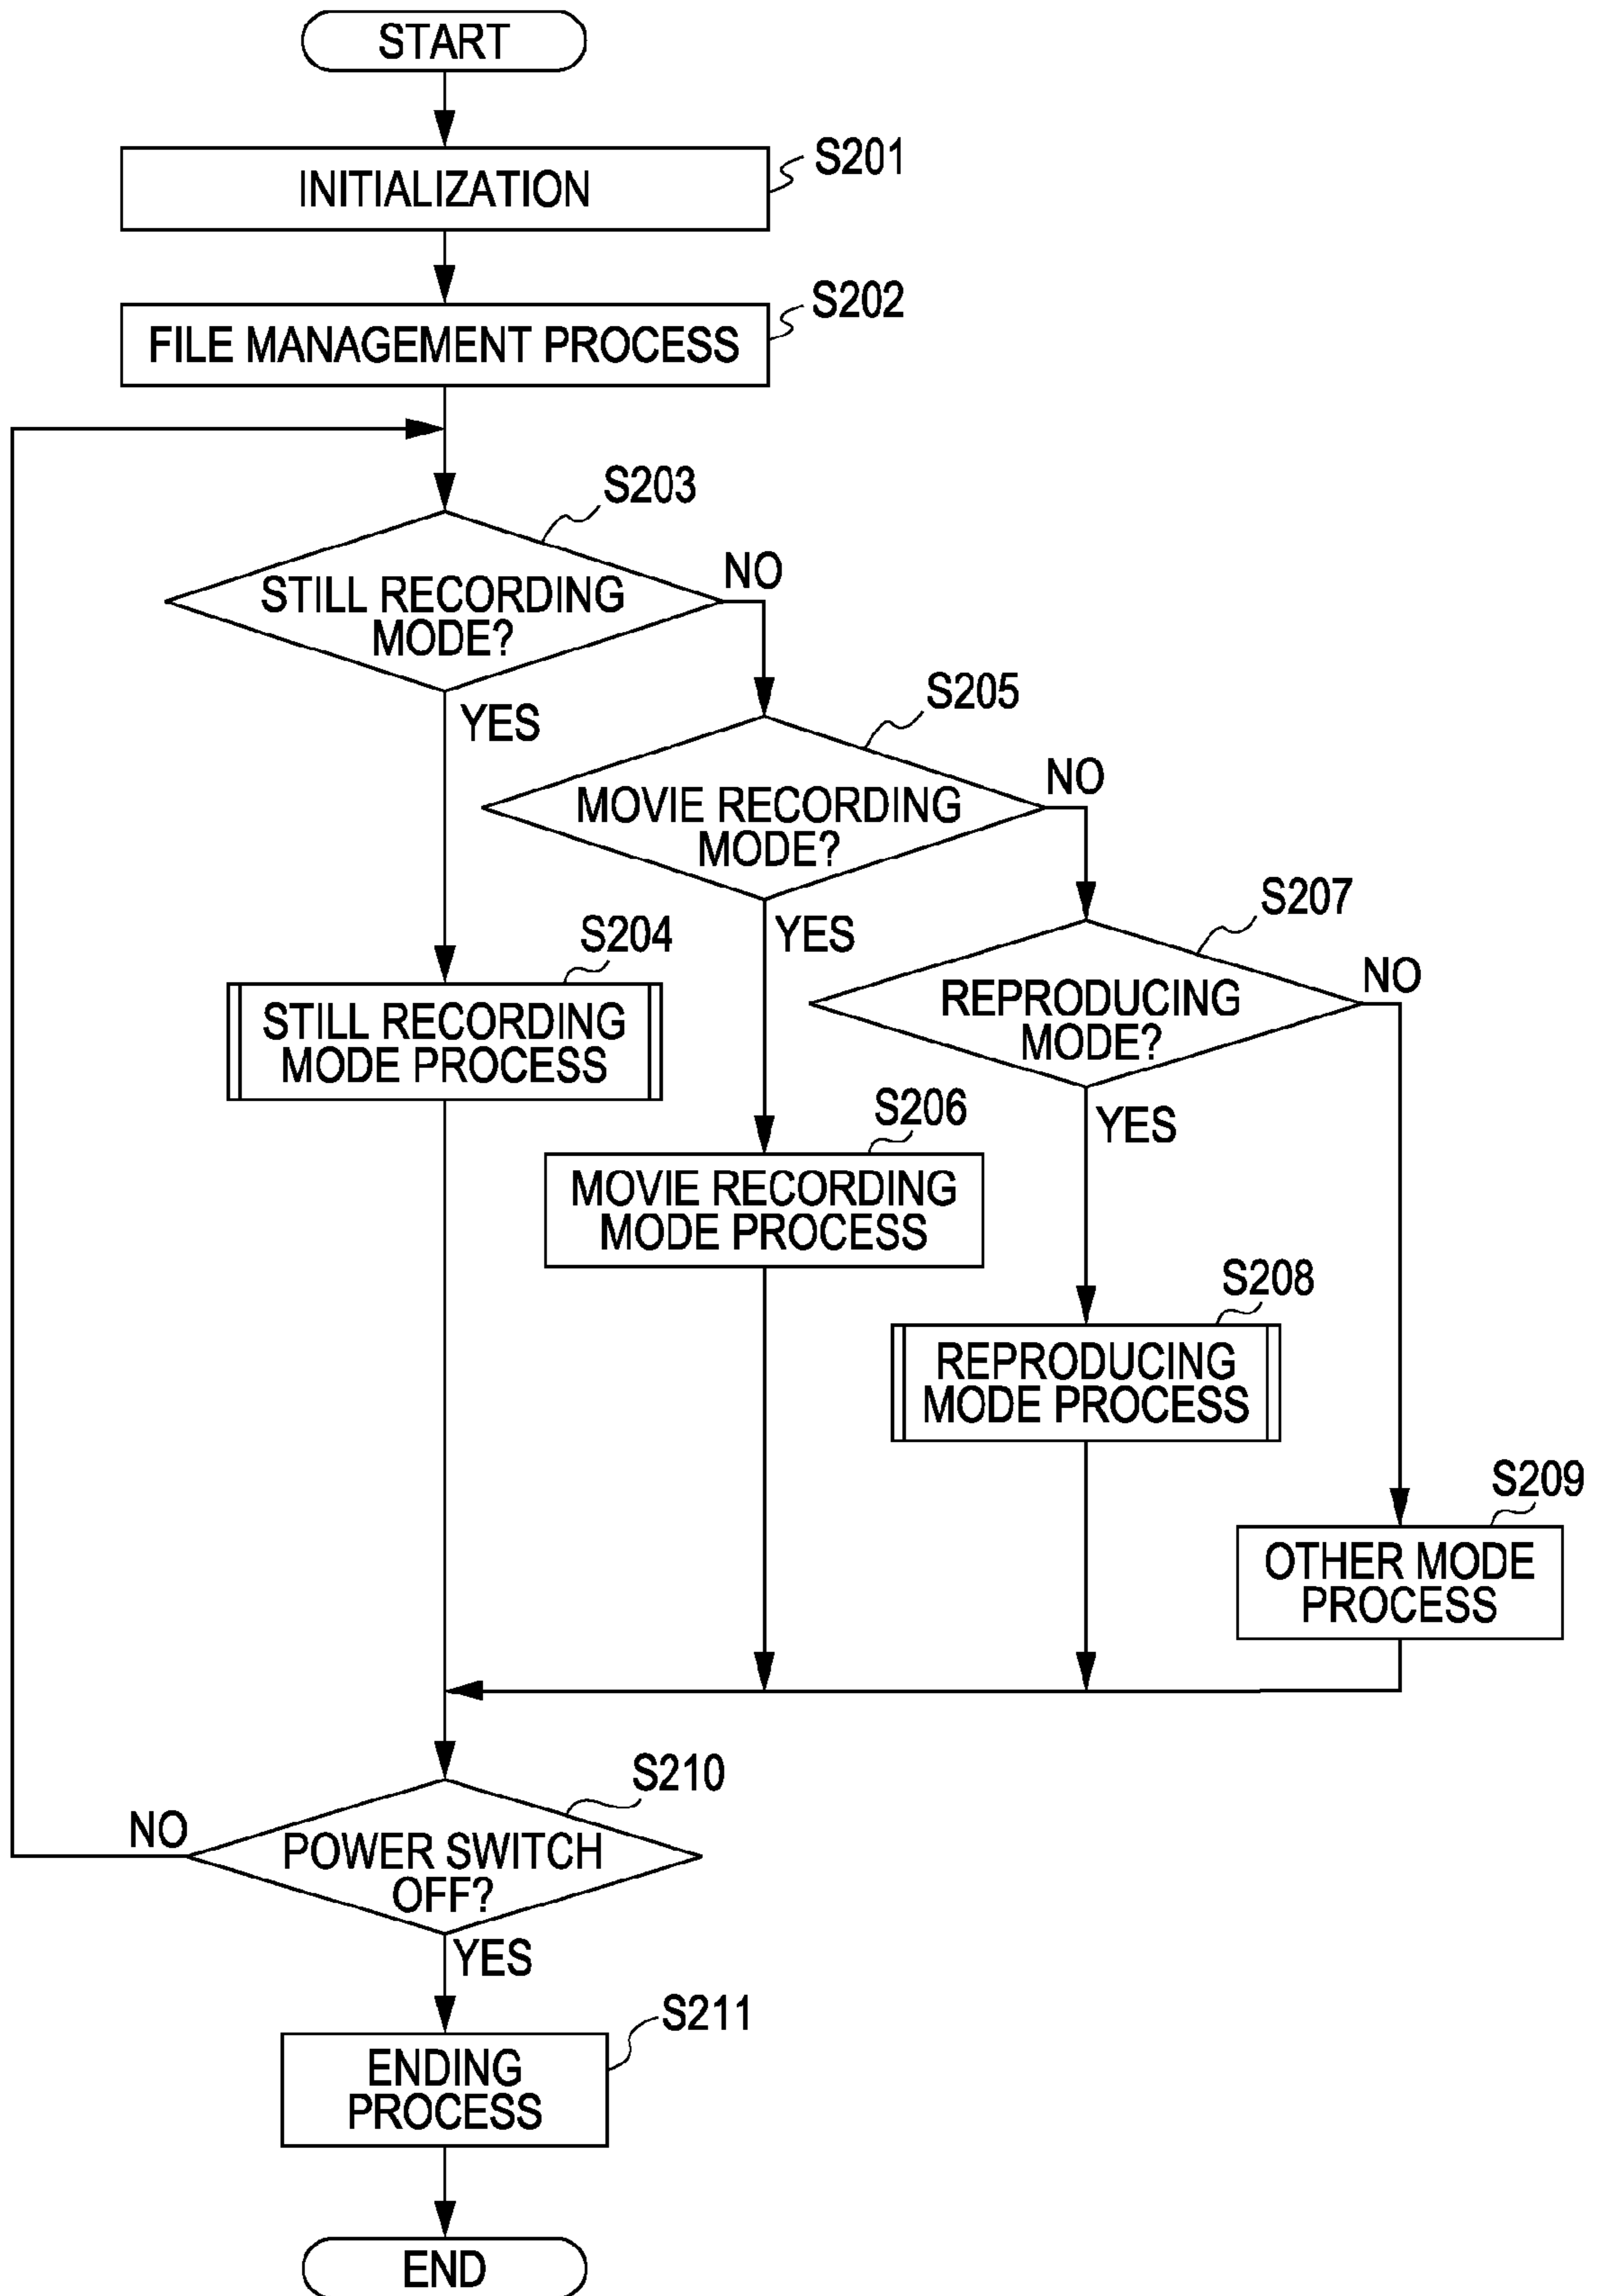 START
INITIALIZATION
S201
FILE MANAGEMENT PROCESS
S202
S203
STILL RECORDING
MODE?
NO
YES
S205
MOVIE RECORDING
MODE?
NO
YES
S207
REPRODUCING
MODE?
NO
YES
S204
STILL RECORDING
MODE PROCESS
S206
MOVIE RECORDING
MODE PROCESS
S208
REPRODUCING
MODE PROCESS
S209
OTHER MODE
PROCESS
S210
POWER SWITCH
OFF?
NO
YES
S211
ENDING
PROCESS
END